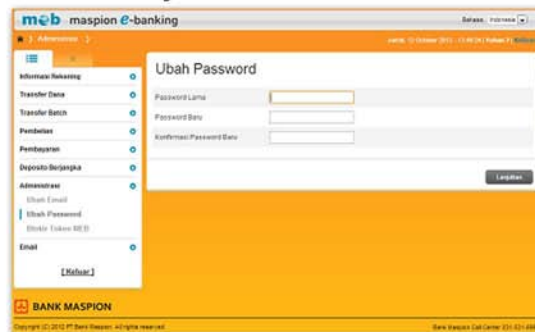 meb maspion e-banking
Bahasa: Indonesia
Administrasi
Informasi Rekening
Transfer Dana
Transfer Batch
Pembelian
Pembayaran
Deposito Berjangka
Administrasi
Ubah Email
Ubah Password
Blokir Token MEB
Email
[ Keluar ]
Ubah Password
Password Lama
Password Baru
Konfirmasi Password Baru
Lanjutkan
BANK MASPION
Copyright (C) 2012 PT Bank Maspion. All rights reserved.
Bank Maspion Call Center